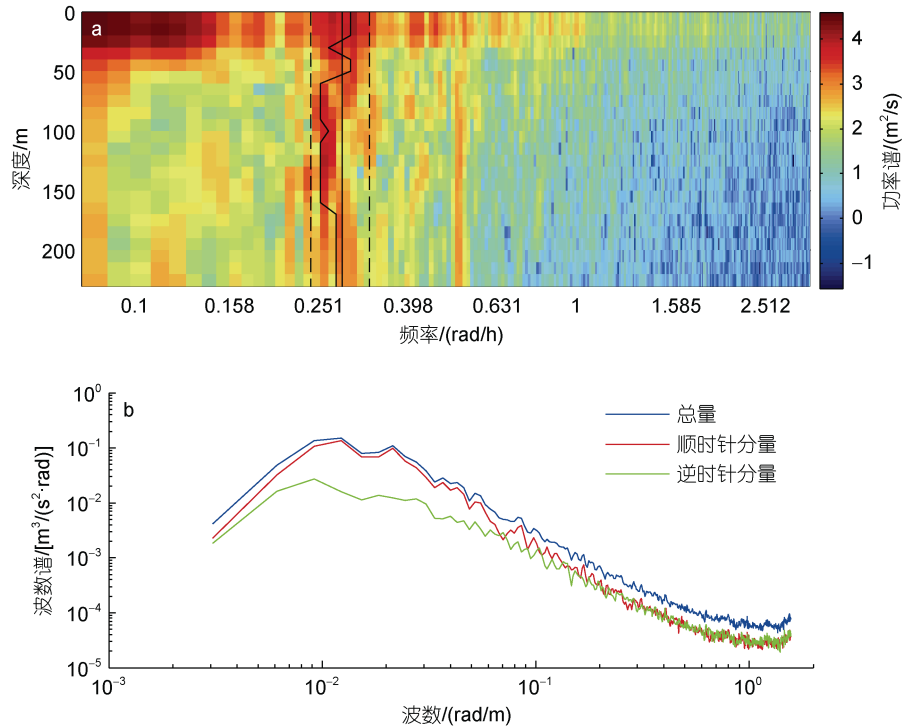 a
0
50
100
150
200
深度/m
0.1 0.158 0.251 0.398 0.631 1 1.585 2.512
频率/(rad/h)
4
3
2
1
0
−1
功率谱/(m²/s)
b
10⁰
10⁻¹
10⁻²
10⁻³
10⁻⁴
10⁻⁵
波数谱/[m³/(s²·rad)]
总量
顺时针分量
逆时针分量
10⁻³ 10⁻² 10⁻¹ 10⁰
波数/(rad/m)